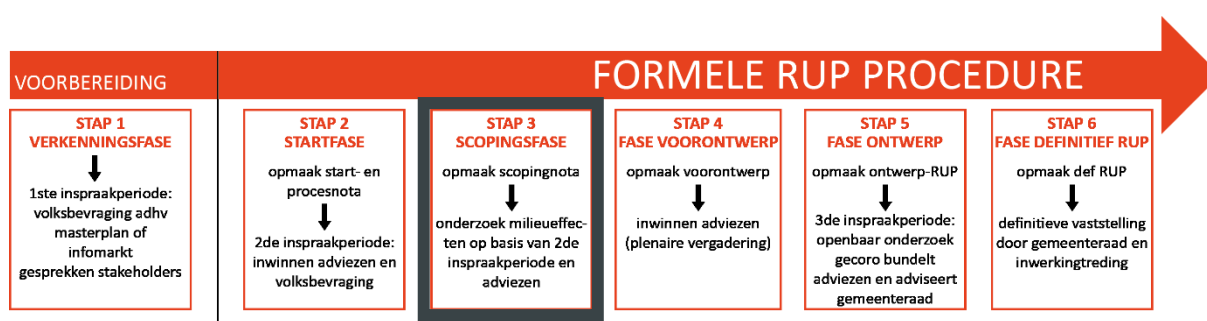 VOORBEREIDING
FORMELE RUP PROCEDURE
STAP 1
VERKENNINGSFASE
1ste inspraakperiode:
volksbevraging adhv
masterplan of
infomarkt
gesprekken stakeholders
STAP 2
STARTFASE
opmaak start- en
procesnota
2de inspraakperiode:
inwinnen adviezen en
volksbevraging
STAP 3
SCOPINGSFASE
opmaak scopingnota
onderzoek milieueffec-
ten op basis van 2de
inspraakperiode en
adviezen
STAP 4
FASE VOORONTWERP
opmaak voorontwerp
inwinnen adviezen
(plenaire vergadering)
STAP 5
FASE ONTWERP
opmaak ontwerp-RUP
3de inspraakperiode:
openbaar onderzoek
gecoro bundelt
adviezen en adviseert
gemeenteraad
STAP 6
FASE DEFINITIEF RUP
opmaak def RUP
definitieve vaststelling
door gemeenteraad en
inwerkingtreding